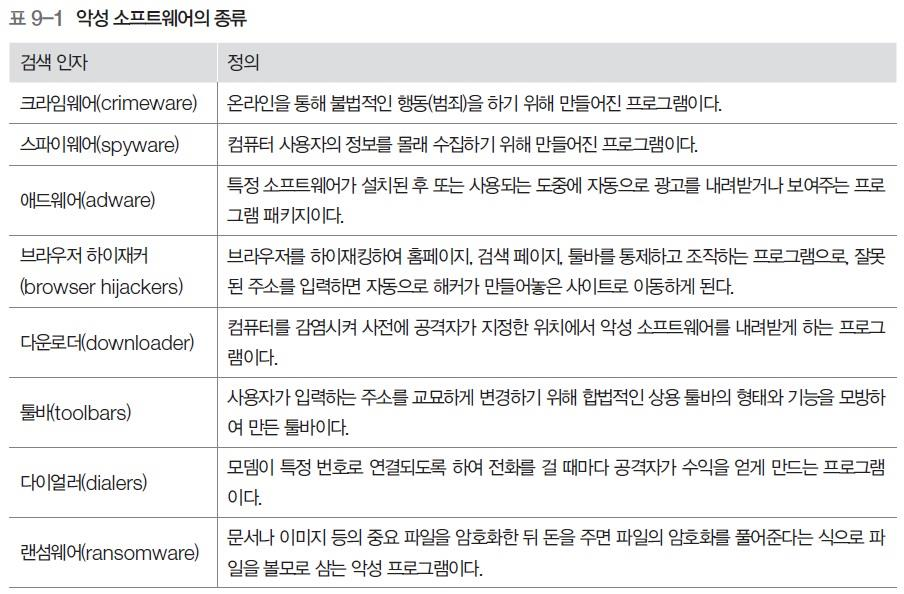 표 9-1 악성 소프트웨어의 종류
검색 인자 정의
크라임웨어(crimeware) 온라인을 통해 불법적인 행동(범죄)을 하기 위해 만들어진 프로그램이다.
스파이웨어(spyware) 컴퓨터 사용자의 정보를 몰래 수집하기 위해 만들어진 프로그램이다.
애드웨어(adware)
특정 소프트웨어가 설치된 후 또는 사용되는 도중에 자동으로 광고를 내려받거나 보여주는 프로
그램 패키지이다.
브라우저 하이재커
(browser hijackers)
브라우저를 하이재킹하여 홈페이지, 검색 페이지, 툴바를 통제하고 조작하는 프로그램으로, 잘못
된 주소를 입력하면 자동으로 해커가 만들어놓은 사이트로 이동하게 된다.
다운로더(downloader)
컴퓨터를 감염시켜 사전에 공격자가 지정한 위치에서 악성 소프트웨어를 내려받게 하는 프로그
램이다.
툴바(toolbars)
사용자가 입력하는 주소를 교묘하게 변경하기 위해 합법적인 상용 툴바의 형태와 기능을 모방하
여 만든 툴바이다.
다이얼러(dialers)
모뎀이 특정 번호로 연결되도록 하여 전화를 걸 때마다 공격자가 수익을 얻게 만드는 프로그램
이다.
랜섬웨어(ransomware)
문서나 이미지 등의 중요 파일을 암호화한 뒤 돈을 주면 파일의 암호화를 풀어준다는 식으로 파
일을 볼모로 삼는 악성 프로그램이다.